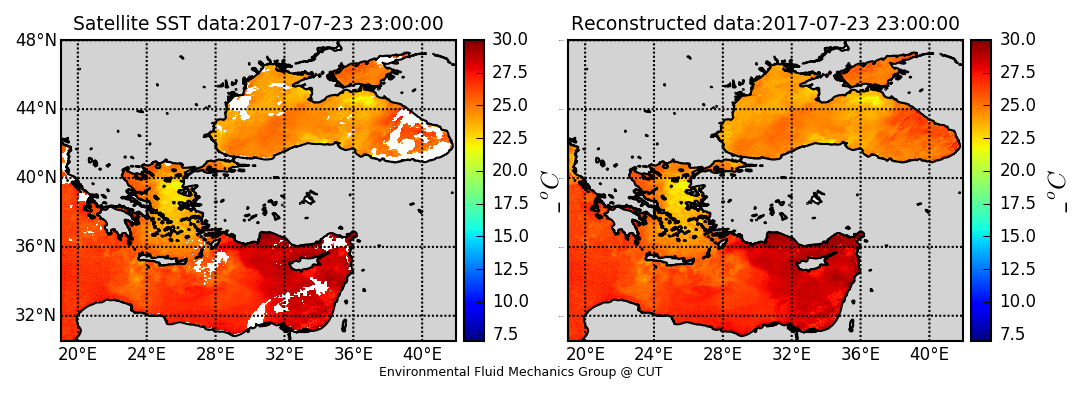 Satellite SST data:2017-07-23 23:00:00
Reconstructed data:2017-07-23 23:00:00
48°N
44°N
40°N
36°N
32°N
20°E 24°E 28°E 32°E 36°E 40°E
30.0
27.5
25.0
22.5
20.0
17.5
15.0
12.5
10.0
7.5
_ °C
20°E 24°E 28°E 32°E 36°E 40°E
30.0
27.5
25.0
22.5
20.0
17.5
15.0
12.5
10.0
7.5
_ °C
Environmental Fluid Mechanics Group @ CUT